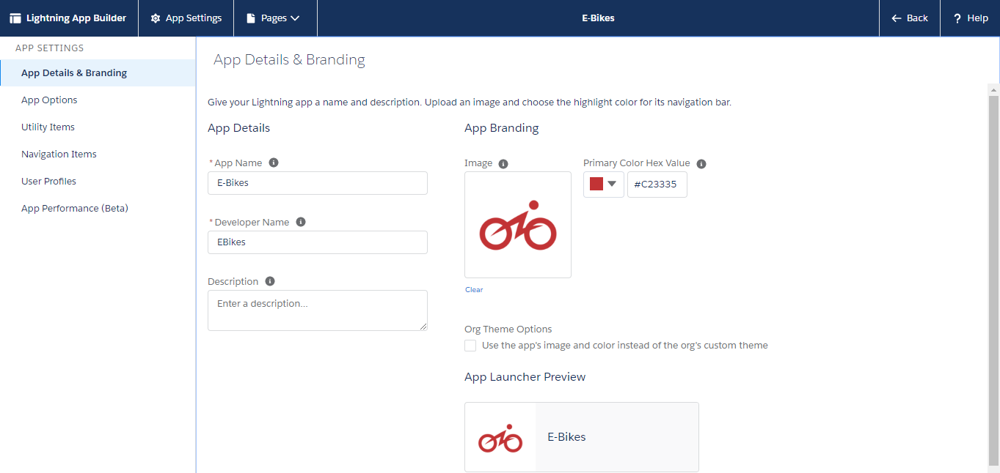 Lightning App Builder
App Settings
Pages
E-Bikes
Back
? Help
APP SETTINGS
App Details & Branding
App Options
Utility Items
Navigation Items
User Profiles
App Performance (Beta)
App Details & Branding
Give your Lightning app a name and description. Upload an image and choose the highlight color for its navigation bar.
App Details
*App Name
E-Bikes
*Developer Name
EBikes
Description
Enter a description...
App Branding
Image
Clear
Primary Color Hex Value
#C23335
Org Theme Options
Use the app's image and color instead of the org's custom theme
App Launcher Preview
E-Bikes